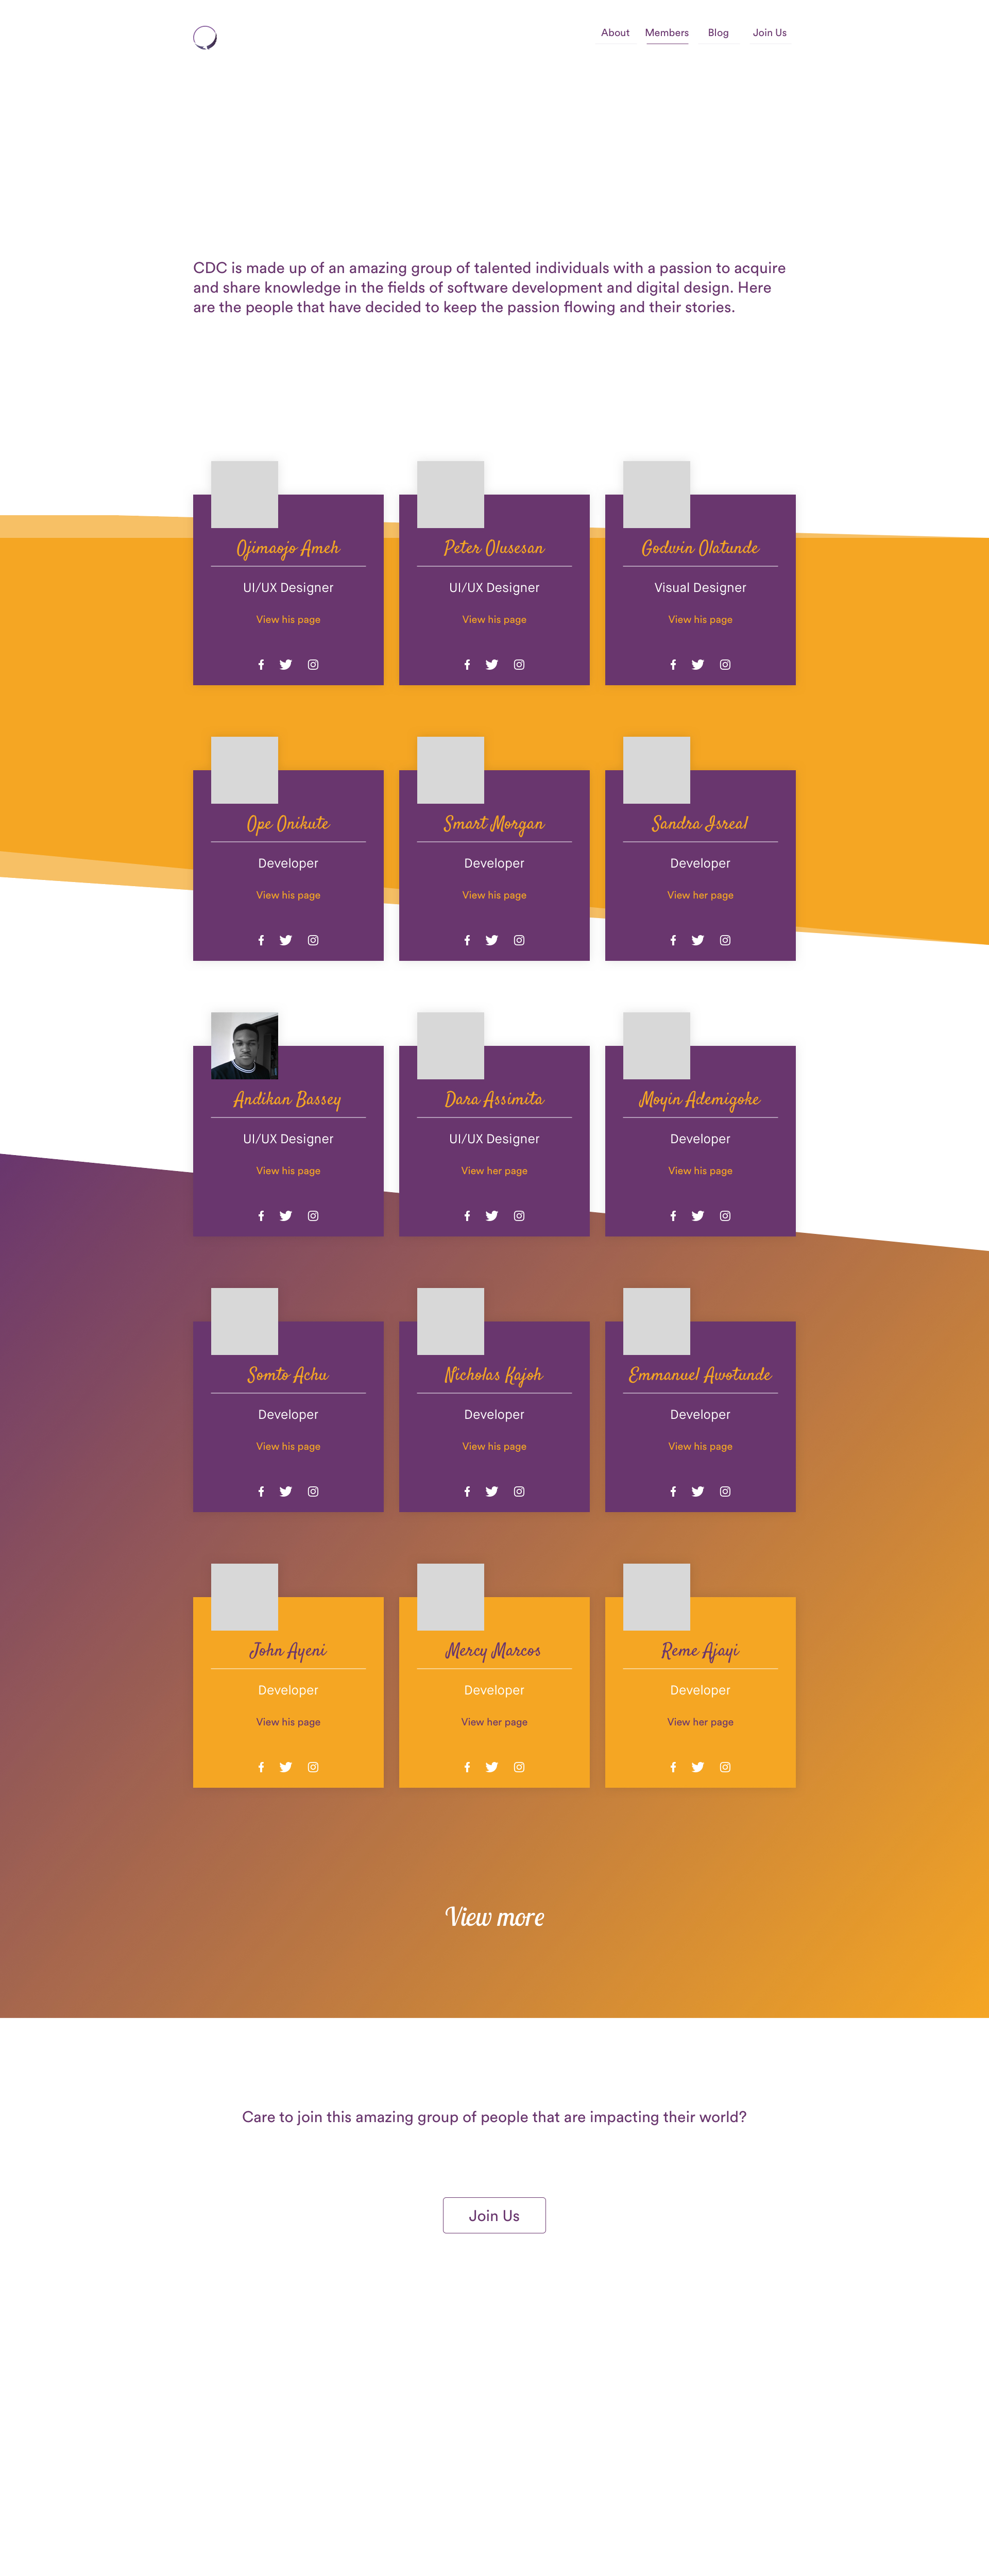 About Members Blog Join Us
CDC is made up of an amazing group of talented individuals with a passion to acquire
and share knowledge in the fields of software development and digital design. Here
are the people that have decided to keep the passion flowing and their stories.
Ojimaojo Ameh
UI/UX Designer
View his page
Peter Olusesan
UI/UX Designer
View his page
Godwin Olatunde
Visual Designer
View his page
Ope Onikute
Developer
View his page
Smart Morgan
Developer
View his page
Sandra Isreal
Developer
View her page
Andikan Bassey
UI/UX Designer
View his page
Dara Assimita
UI/UX Designer
View her page
Moyin Ademigoke
Developer
View his page
Somto Achu
Developer
View his page
Nicholas Kajoh
Developer
View his page
Emmanuel Awotunde
Developer
View his page
John Ayeni
Developer
View his page
Mercy Marcos
Developer
View her page
Reme Ajayi
Developer
View her page
View more
Care to join this amazing group of people that are impacting their world?
Join Us